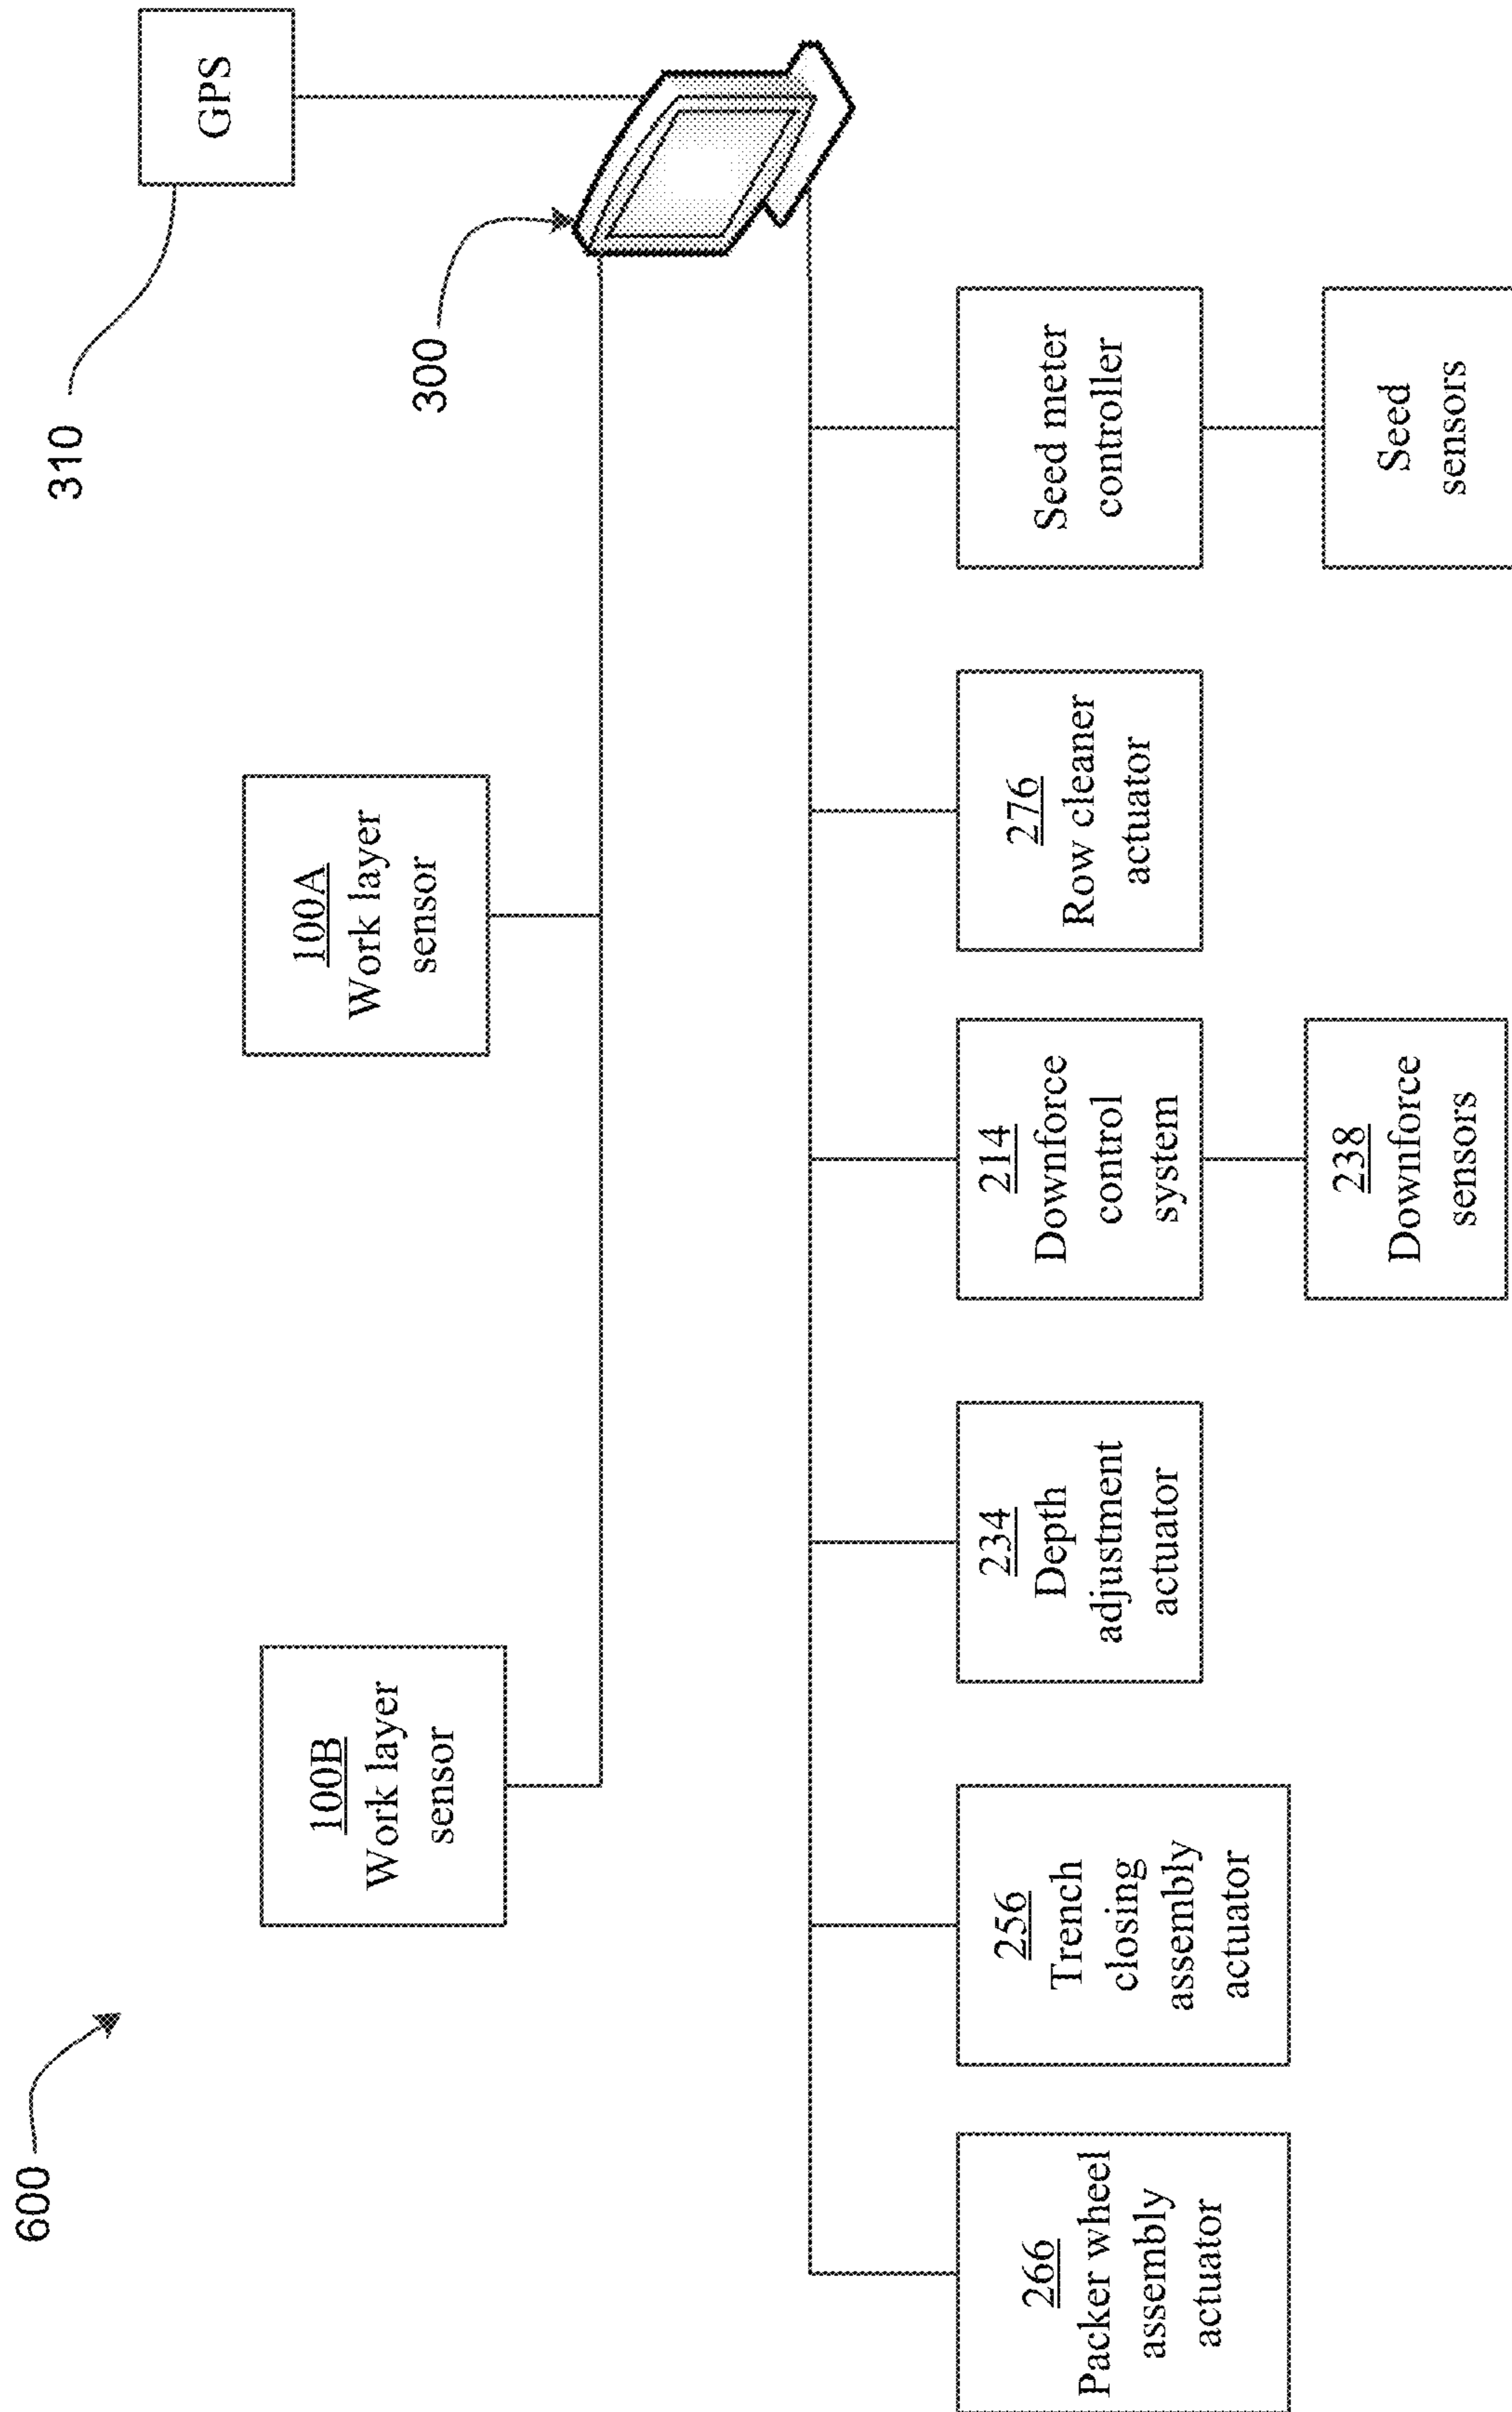 600
310
GPS
300
100B
Work layer
sensor
100A
Work layer
sensor
266
Packer wheel
assembly
actuator
256
Trench
closing
assembly
actuator
234
Depth
adjustment
actuator
214
Downforce
control
system
276
Row cleaner
actuator
Seed meter
controller
238
Downforce
sensors
Seed
sensors